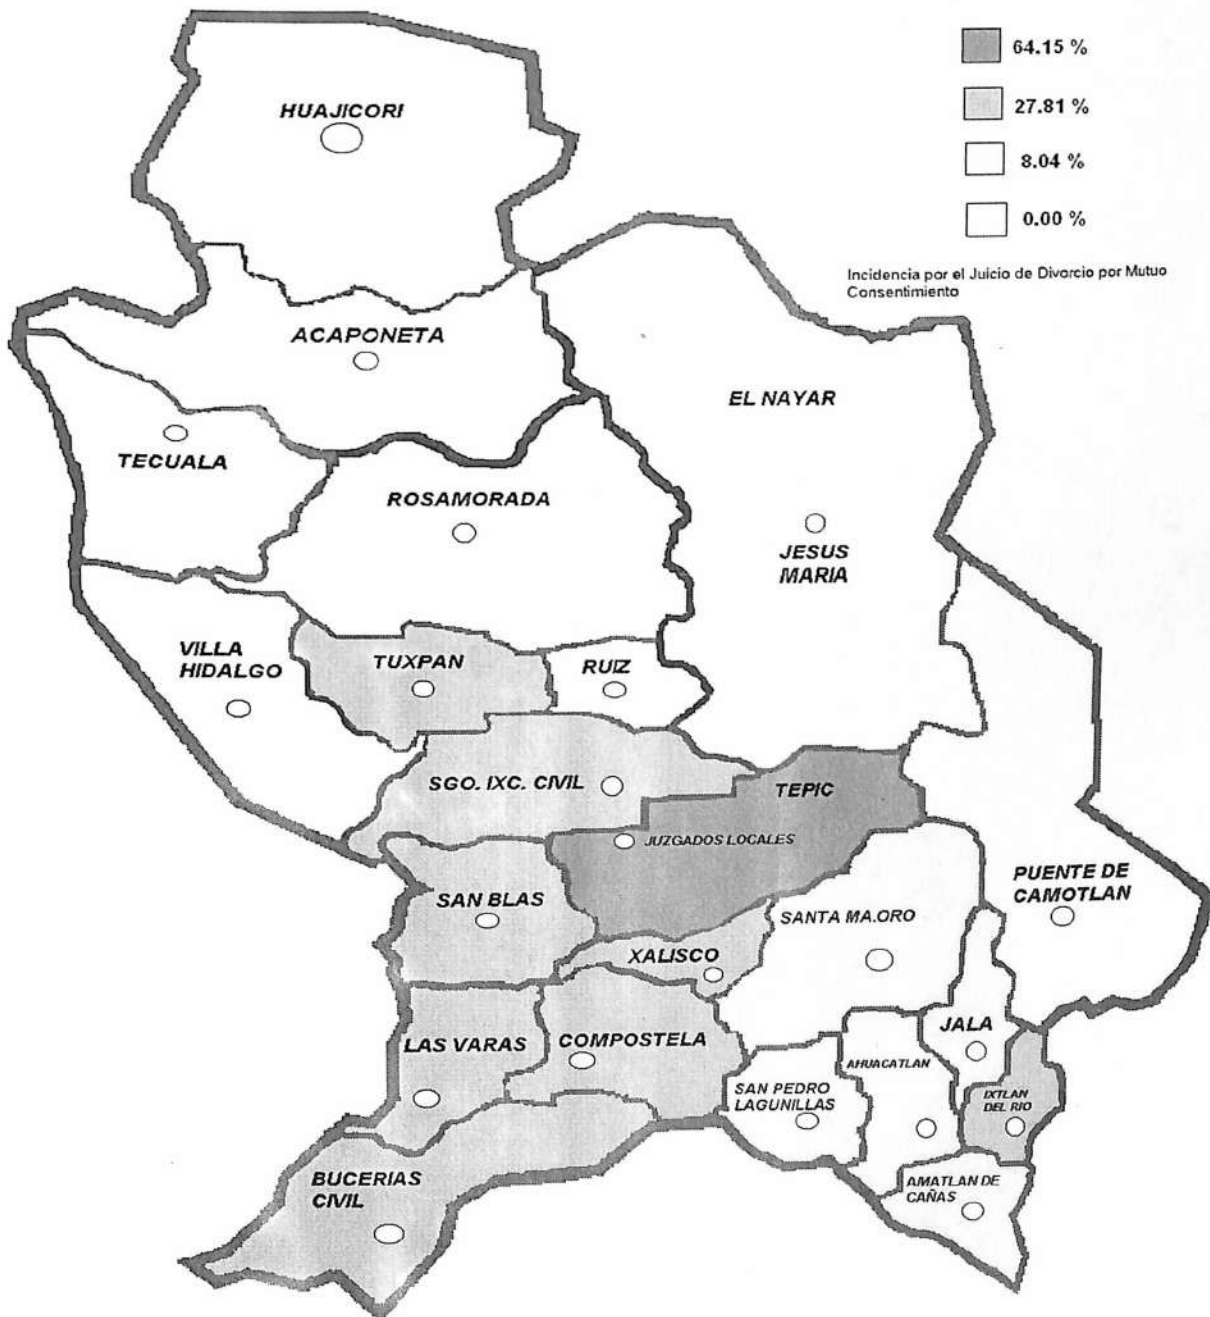 64.15 %
27.81 %
8.04 %
0.00 %
Incidencia por el Juicio de Divorcio por Mutuo
Consentimiento
HUAJICORI
ACAPONETA
EL NAYAR
TECUALA
ROSAMORADA
JESUS
MARIA
VILLA
HIDALGO
TUXPAN
RUIZ
SGO. IXC. CIVIL
TEPIC
JUZGADOS LOCALES
PUENTE DE
CAMOTLAN
SAN BLAS
SANTA MA.ORO
XALISCO
LAS VARAS
COMPOSTELA
JALA
AHUACATLAN
SAN PEDRO
LAGUNILLAS
IXTLAN
DEL RIO
BUCERIAS
CIVIL
AMATLAN DE
CAÑAS